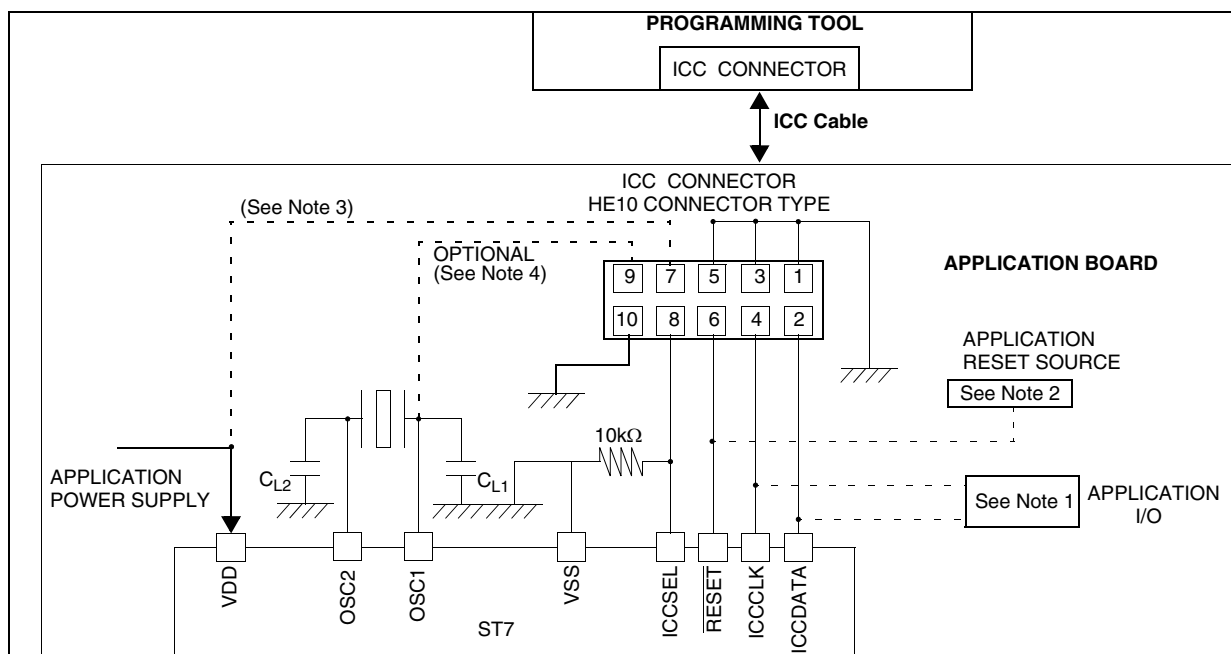 PROGRAMMING TOOL
ICC CONNECTOR
ICC Cable
ICC CONNECTOR
HE10 CONNECTOR TYPE
(See Note 3)
OPTIONAL
(See Note 4)
9 7 5 3 1
10 8 6 4 2
APPLICATION BOARD
APPLICATION
RESET SOURCE
See Note 2
10kΩ
CL2
CL1
APPLICATION
POWER SUPPLY
See Note 1
APPLICATION
I/O
VDD
OSC2
OSC1
VSS
ICCSEL
RESET
ICCCLK
ICCDATA
ST7